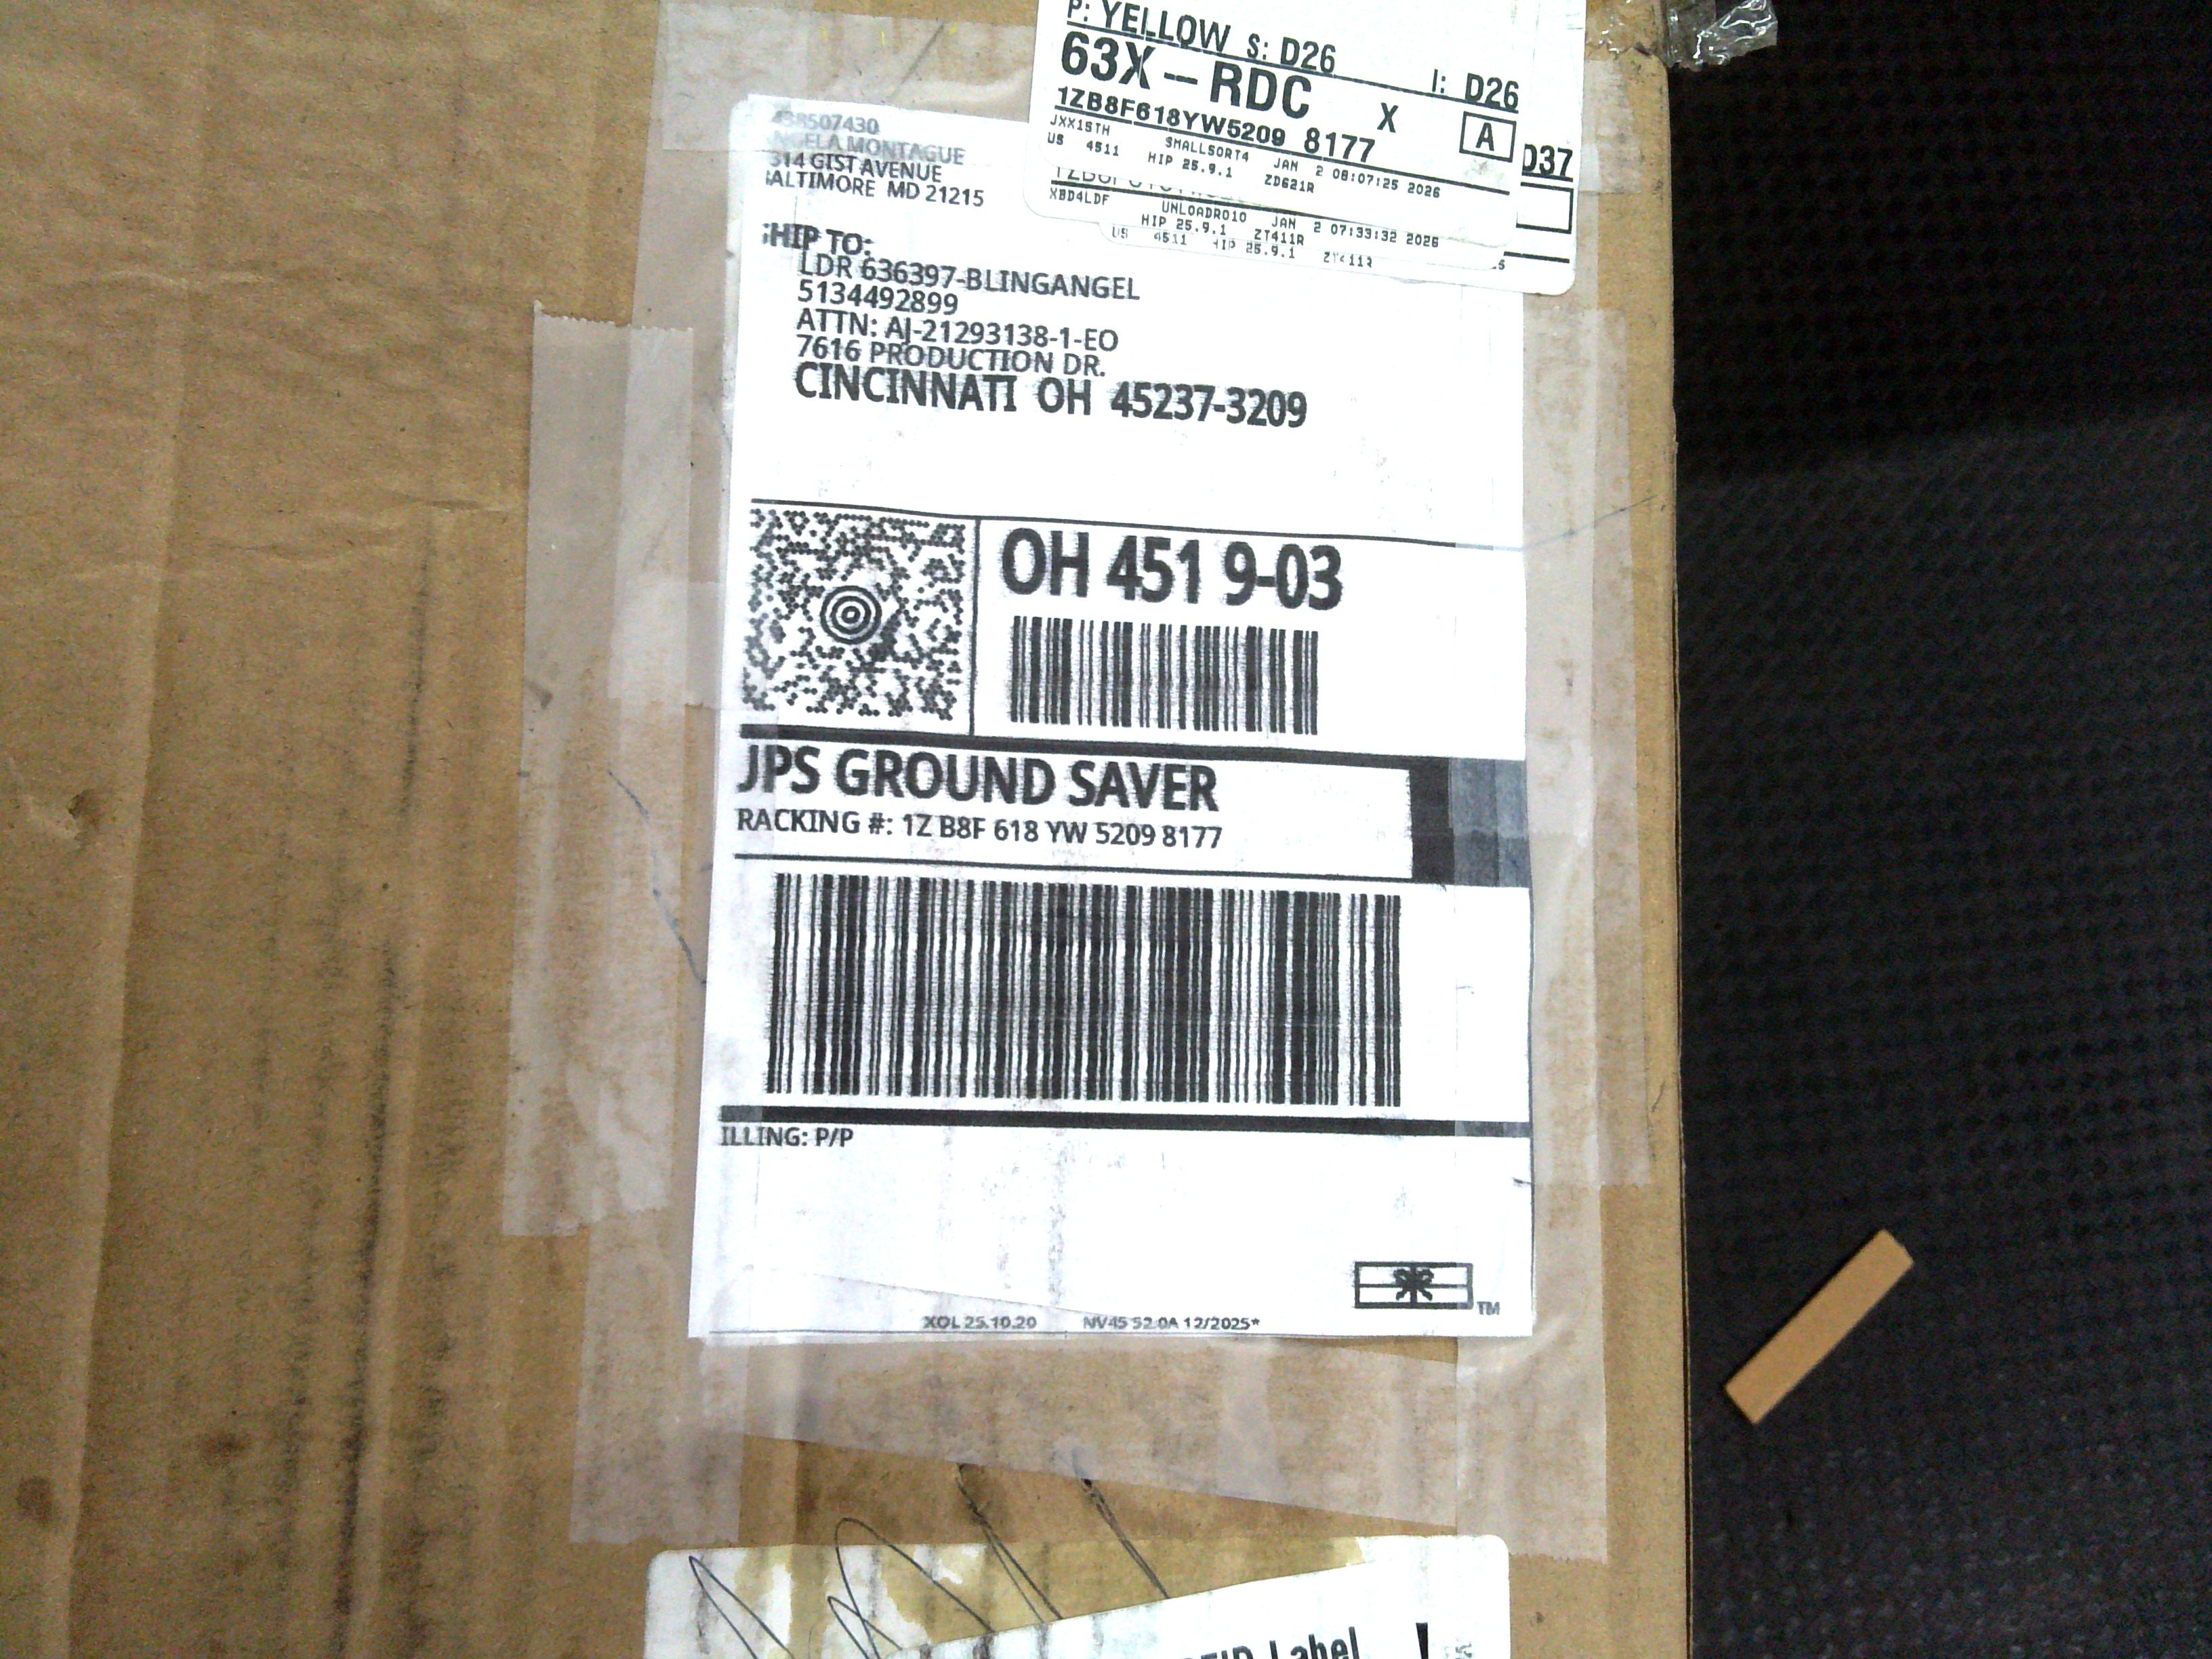 P: YELLOW S: D26 I: D26
63X – RDC X A
1ZB8F618YW5209 8177
JXX1STH SMALLSORT4 JAN 2 08:07:25 2026
US 4511 HIP 25.9.1 ZD621R
D37
XBD4LDF UNLOADR010 JAN 2 07:33:32 2026
HIP 25.9.1 ZT411R
US 4511 HIP 25.9.1
MONTAGUE
314 GIST AVENUE
ALTIMORE MD 21215
SHIP TO:
LDR 636397-BLINGANGEL
5134492899
ATTN: AJ-21293138-1-EO
7616 PRODUCTION DR.
CINCINNATI OH 45237-3209
OH 451 9-03
JPS GROUND SAVER
RACKING #: 1Z B8F 618 YW 5209 8177
ILLING: P/P
TM
XOL 25.10.20 NV45 52.0A 12/2025*
Label !